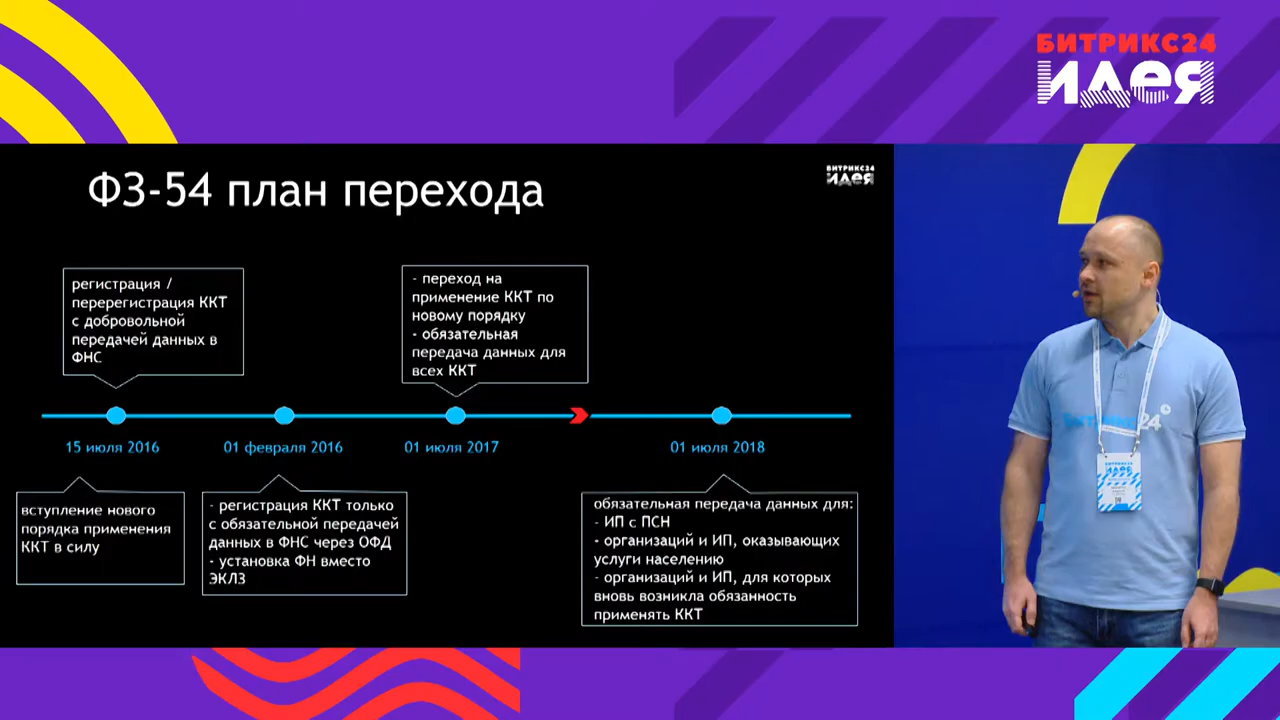 БИТРИКС24
ИДЕЯ
ФЗ-54 план перехода
БИТРИКС24
ИДЕЯ
регистрация /
перерегистрация ККТ
с добровольной
передачей данных в
ФНС
- переход на
применение ККТ по
новому порядку
- обязательная
передача данных для
всех ККТ
15 июля 2016
01 февраля 2016
01 июля 2017
01 июля 2018
вступление нового
порядка применения
ККТ в силу
- регистрация ККТ только
с обязательной передачей
данных в ФНС через ОФД
- установка ФН вместо
ЭКЛЗ
обязательная передача данных для:
- ИП с ПСН
- организаций и ИП, оказывающих
услуги населению
- организаций и ИП, для которых
вновь возникла обязанность
применять ККТ
Битрикс24
БИТРИКС24
ИДЕЯ